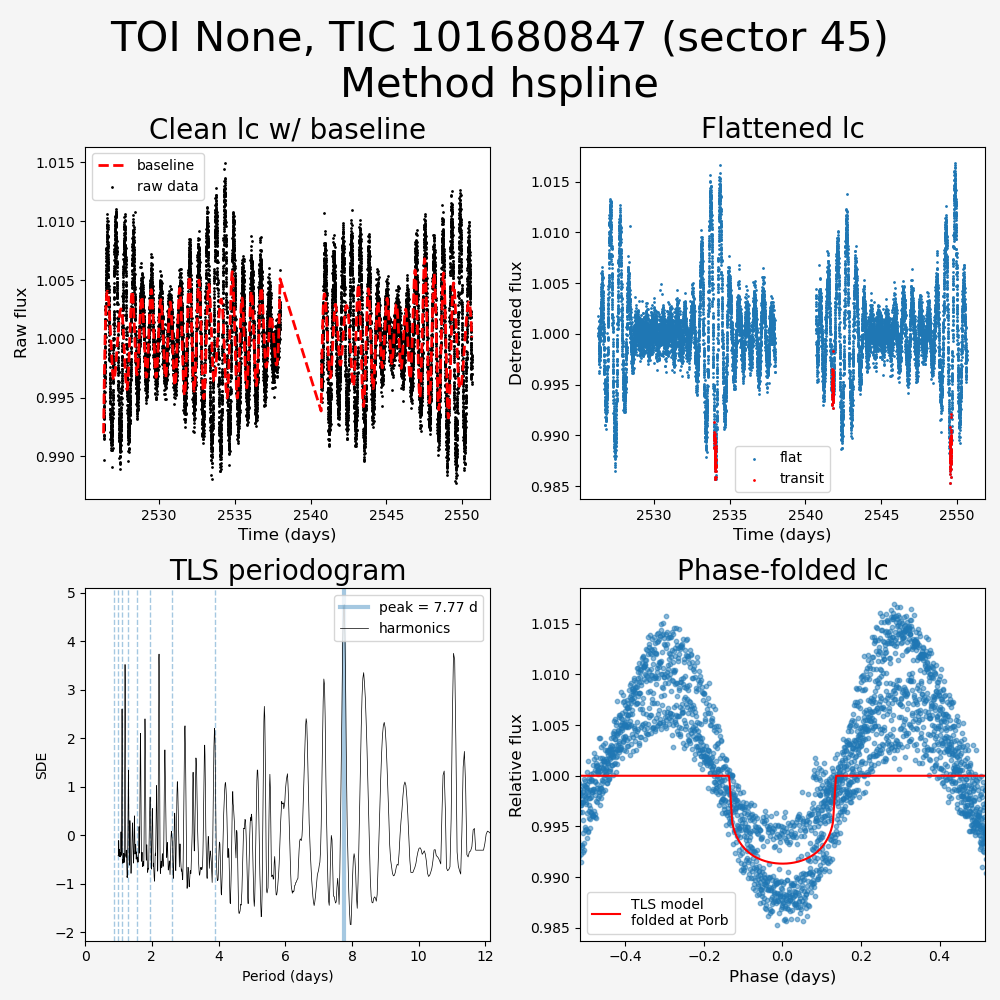 TOI None, TIC 101680847 (sector 45)
Method hspline
Clean lc w/ baseline
baseline
raw data
1.015
1.010
1.005
1.000
0.995
0.990
Raw flux
2530
2535
2540
2545
2550
Time (days)
Flattened lc
1.015
1.010
1.005
1.000
0.995
0.990
0.985
Detrended flux
flat
transit
2530
2535
2540
2545
2550
Time (days)
TLS periodogram
peak = 7.77 d
harmonics
5
4
3
2
1
0
−1
−2
SDE
0
2
4
6
8
10
12
Period (days)
Phase-folded lc
1.015
1.010
1.005
1.000
0.995
0.990
0.985
Relative flux
TLS model
folded at Porb
−0.4
−0.2
0.0
0.2
0.4
Phase (days)